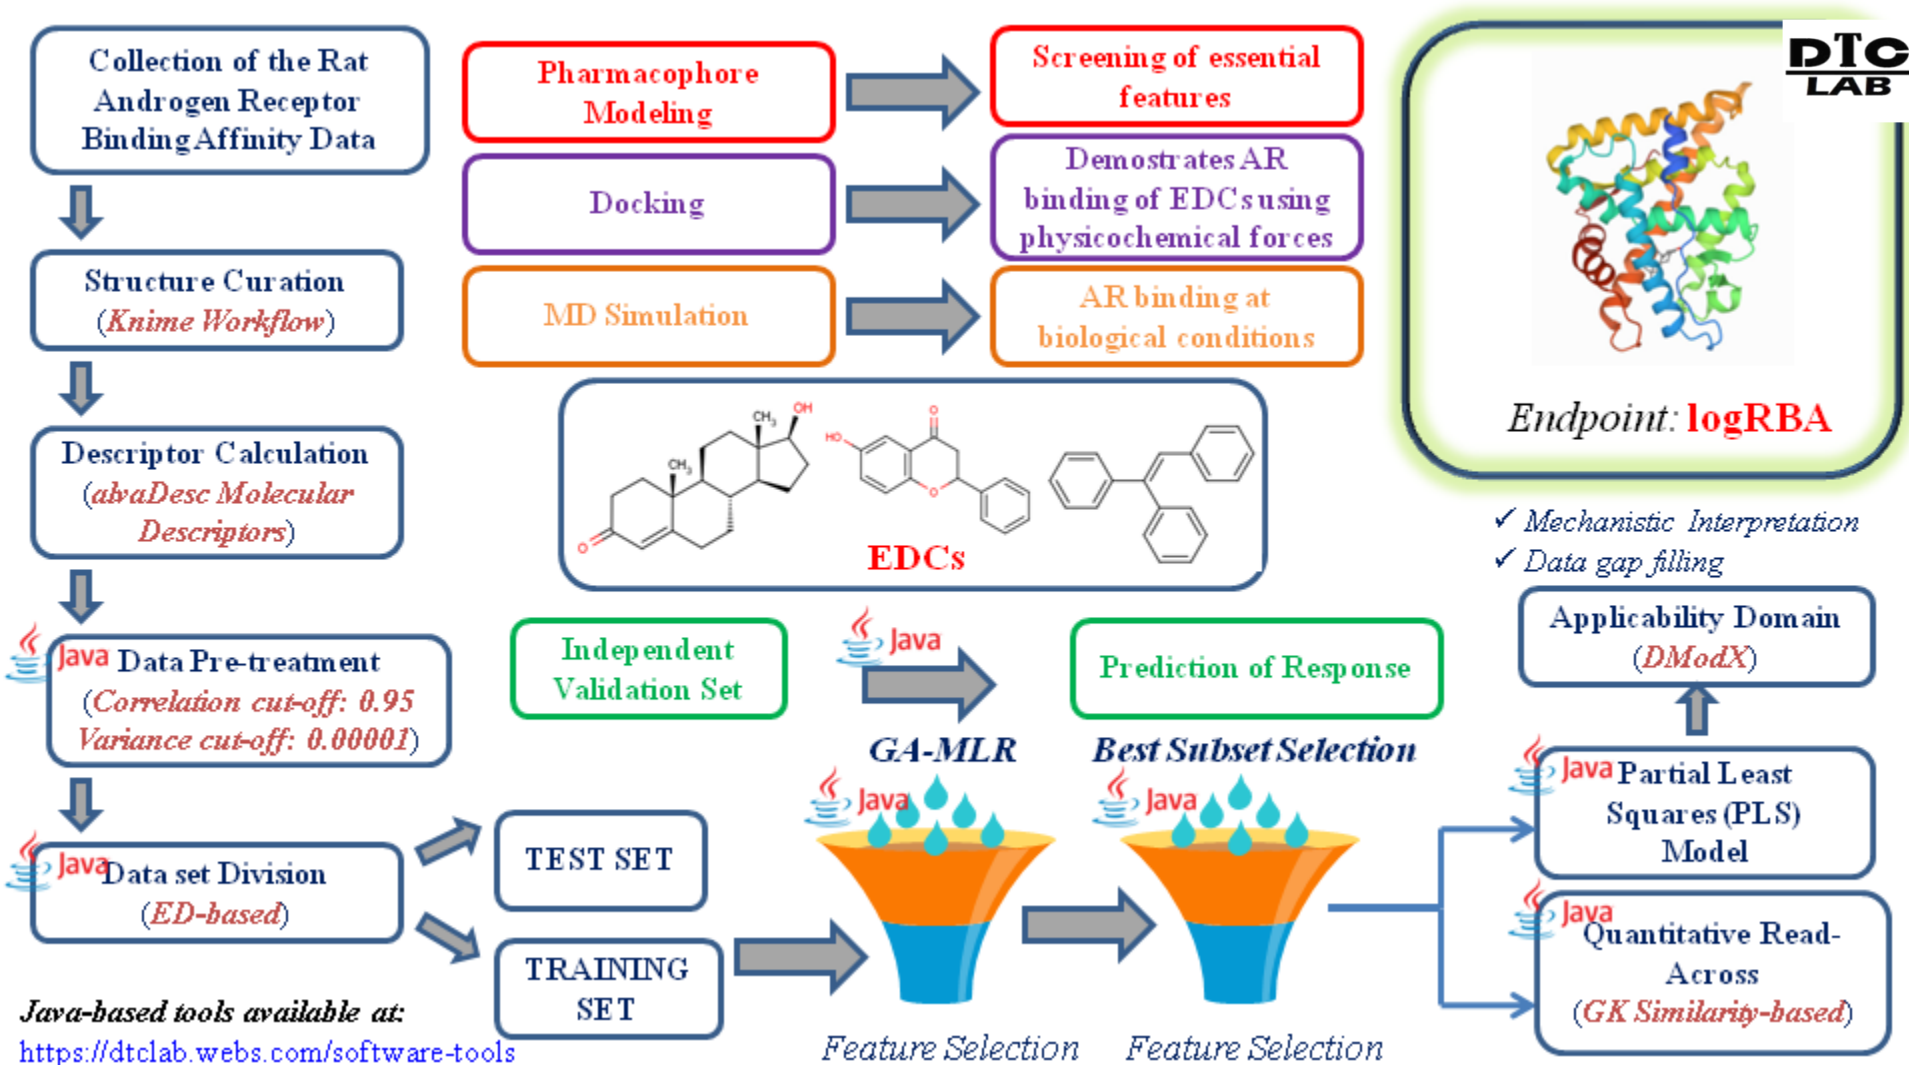 Collection of the Rat
Androgen Receptor
Binding Affinity Data
Structure Curation
(Knime Workflow)
Descriptor Calculation
(alvaDesc Molecular
Descriptors)
Java
Data Pre-treatment
(Correlation cut-off: 0.95
Variance cut-off: 0.00001)
Java
Data set Division
(ED-based)
TEST SET
TRAINING
SET
Java-based tools available at:
https://dtclab.webs.com/software-tools
Pharmacophore
Modeling
Screening of essential
features
Docking
Demostrates AR
binding of EDCs using
physicochemical forces
MD Simulation
AR binding at
biological conditions
CH3
OH
CH3
O
O
HO
O
EDCs
Independent
Validation Set
Java
Prediction of Response
GA-MLR
Java
Feature Selection
Best Subset Selection
Java
Feature Selection
DTC
LAB
Endpoint: logRBA
✓ Mechanistic Interpretation
✓ Data gap filling
Applicability Domain
(DModX)
Java
Partial Least
Squares (PLS)
Model
Java
Quantitative Read-
Across
(GK Similarity-based)